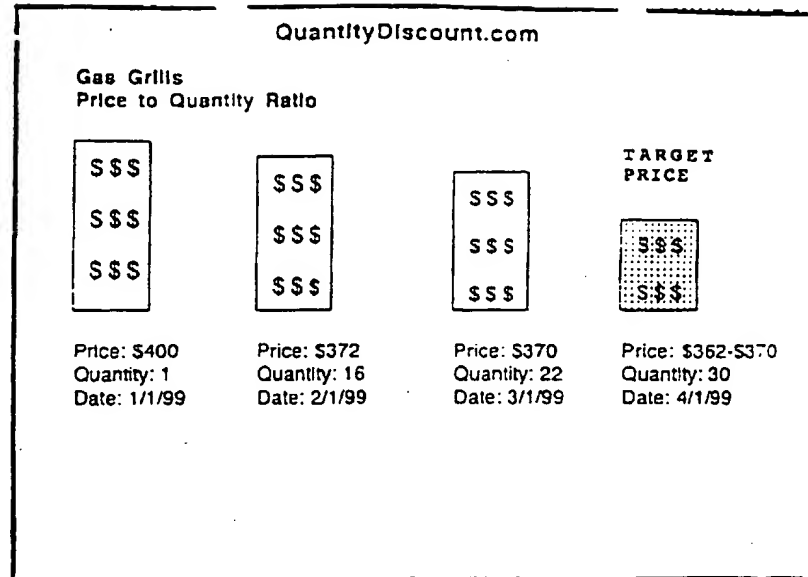 QuantityDiscount.com
Gas Grills
Price to Quantity Ratio
$$$
$$$
$$$
Price: $400
Quantity: 1
Date: 1/1/99
$$$
$$$
$$$
Price: $372
Quantity: 16
Date: 2/1/99
$$$
$$$
$$$
Price: $370
Quantity: 22
Date: 3/1/99
TARGET
PRICE
$$$
$$$
Price: $362-$370
Quantity: 30
Date: 4/1/99